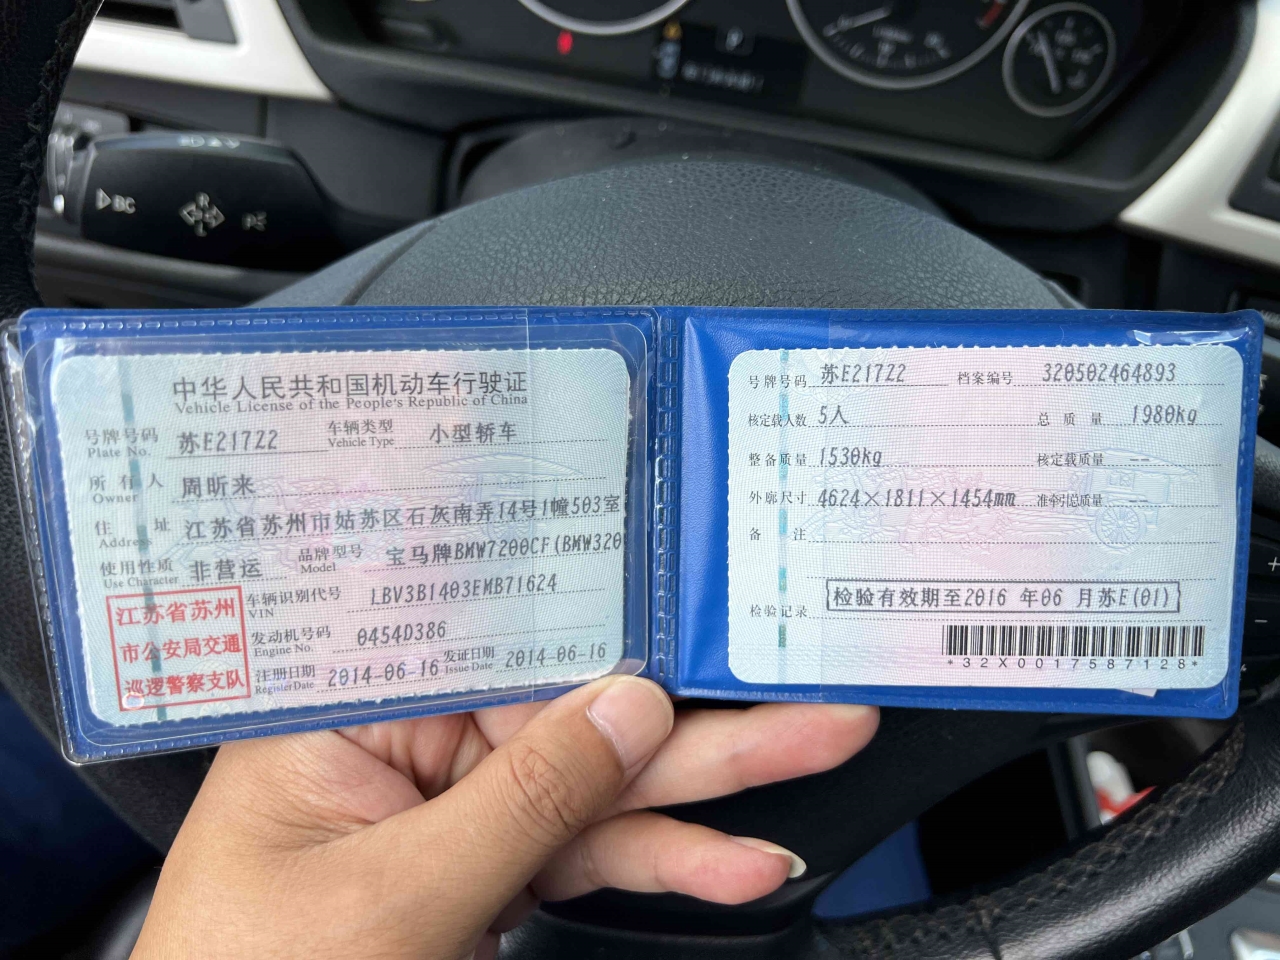 BC
R
L
P
中华人民共和国机动车行驶证
Vehicle License of the People's Republic of China
号牌号码 苏E217Z2 车辆类型 小型轿车
Plate No. Vehicle Type
所有人 周昕来
Owner
住址 江苏省苏州市姑苏区石灰南弄14号1幢503室
Address
使用性质 非营运 品牌型号 宝马牌BMW7200CF(BMW320
Use Character Model
江苏省苏州
市公安局交通
巡逻警察支队
车辆识别代号 LBV3B1403EMB71624
VIN
发动机号码 0454D386
Engine No.
注册日期 2014-06-16 发证日期 2014-06-16
Register Date Issue Date
号牌号码 苏E217Z2 档案编号 320502464893
核定载人数 5人 总质量 1980kg
整备质量 1530kg 核定载质量 --
外廓尺寸 4624×1811×1454mm 准牵引总质量 --
备注
检验记录 检验有效期至2016 年06 月苏E(01)
*32X0017587128*